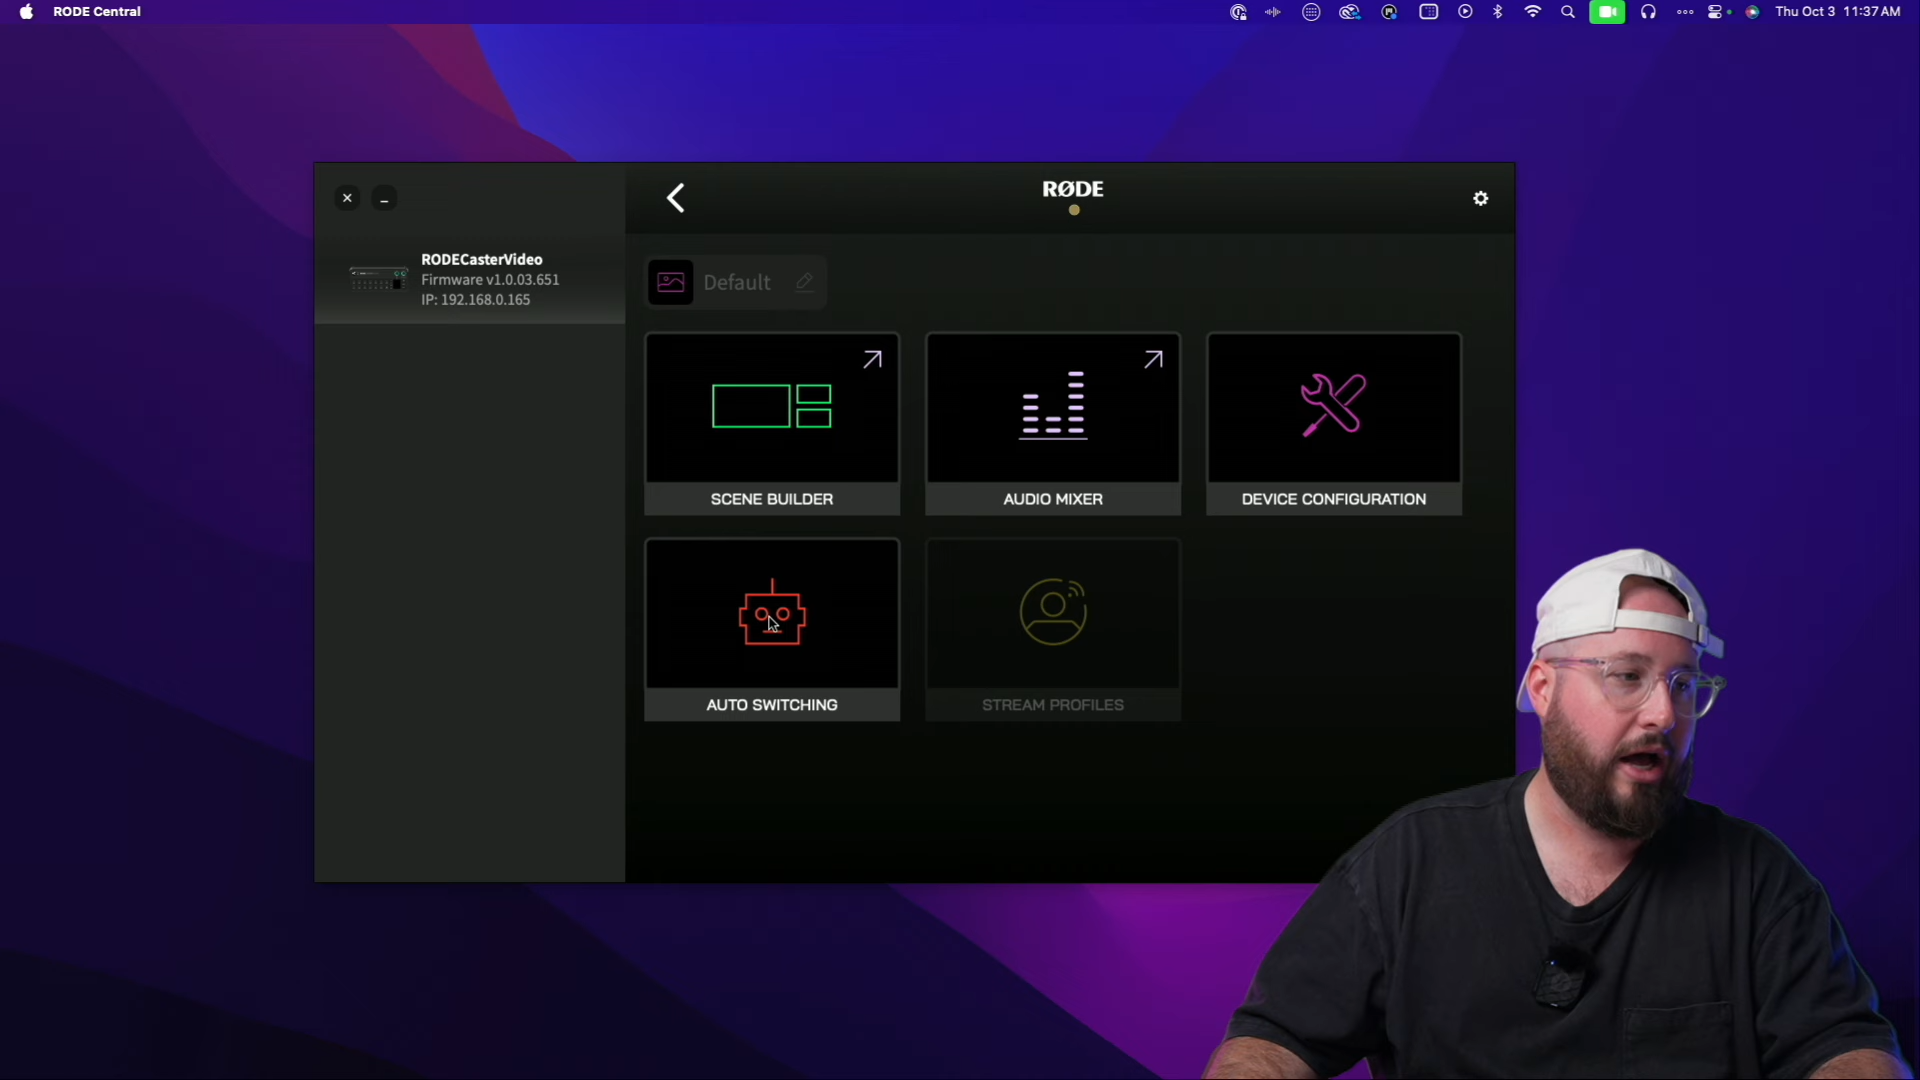 RODE Central
Thu Oct 3 11:37 AM
RØDE
RODECasterVideo
Firmware v1.0.03.651
IP: 192.168.0.165
Default
SCENE BUILDER
AUDIO MIXER
DEVICE CONFIGURATION
AUTO SWITCHING
STREAM PROFILES